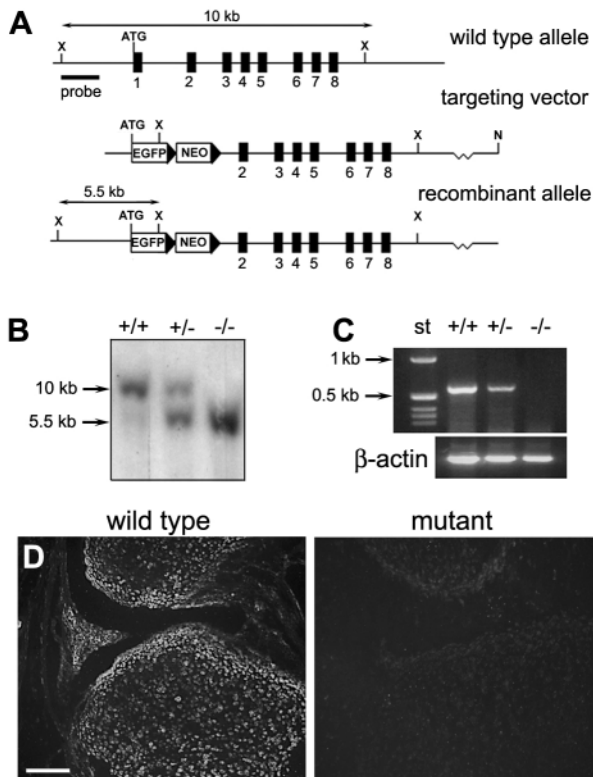 A
10 kb
X
ATG
X
wild type allele
probe
1 2 3 4 5 6 7 8
targeting vector
ATG X
X
N
EGFP NEO
2 3 4 5 6 7 8
5.5 kb
recombinant allele
X
ATG X
X
EGFP NEO
2 3 4 5 6 7 8
B
+/+ +/- -/-
10 kb
5.5 kb
C
st +/+ +/- -/-
1 kb
0.5 kb
β-actin
wild type
mutant
D